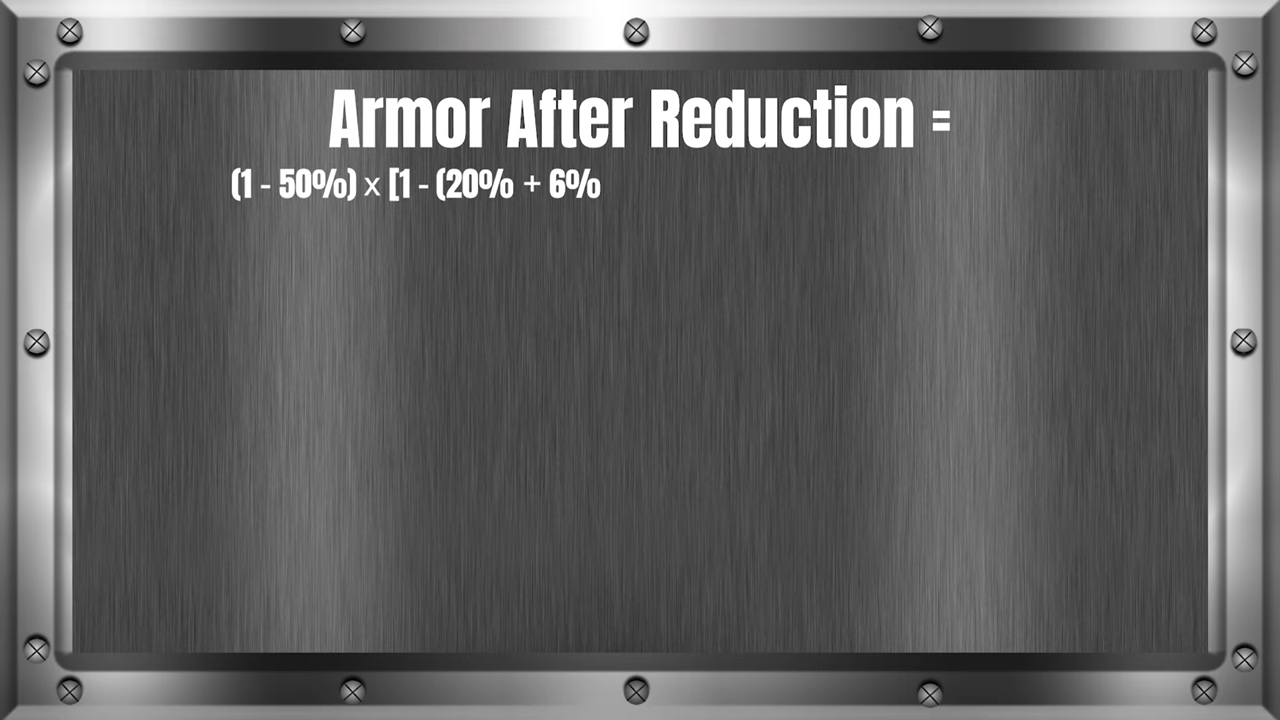 Armor After Reduction =
(1 - 50%) x [1 - (20% + 6%